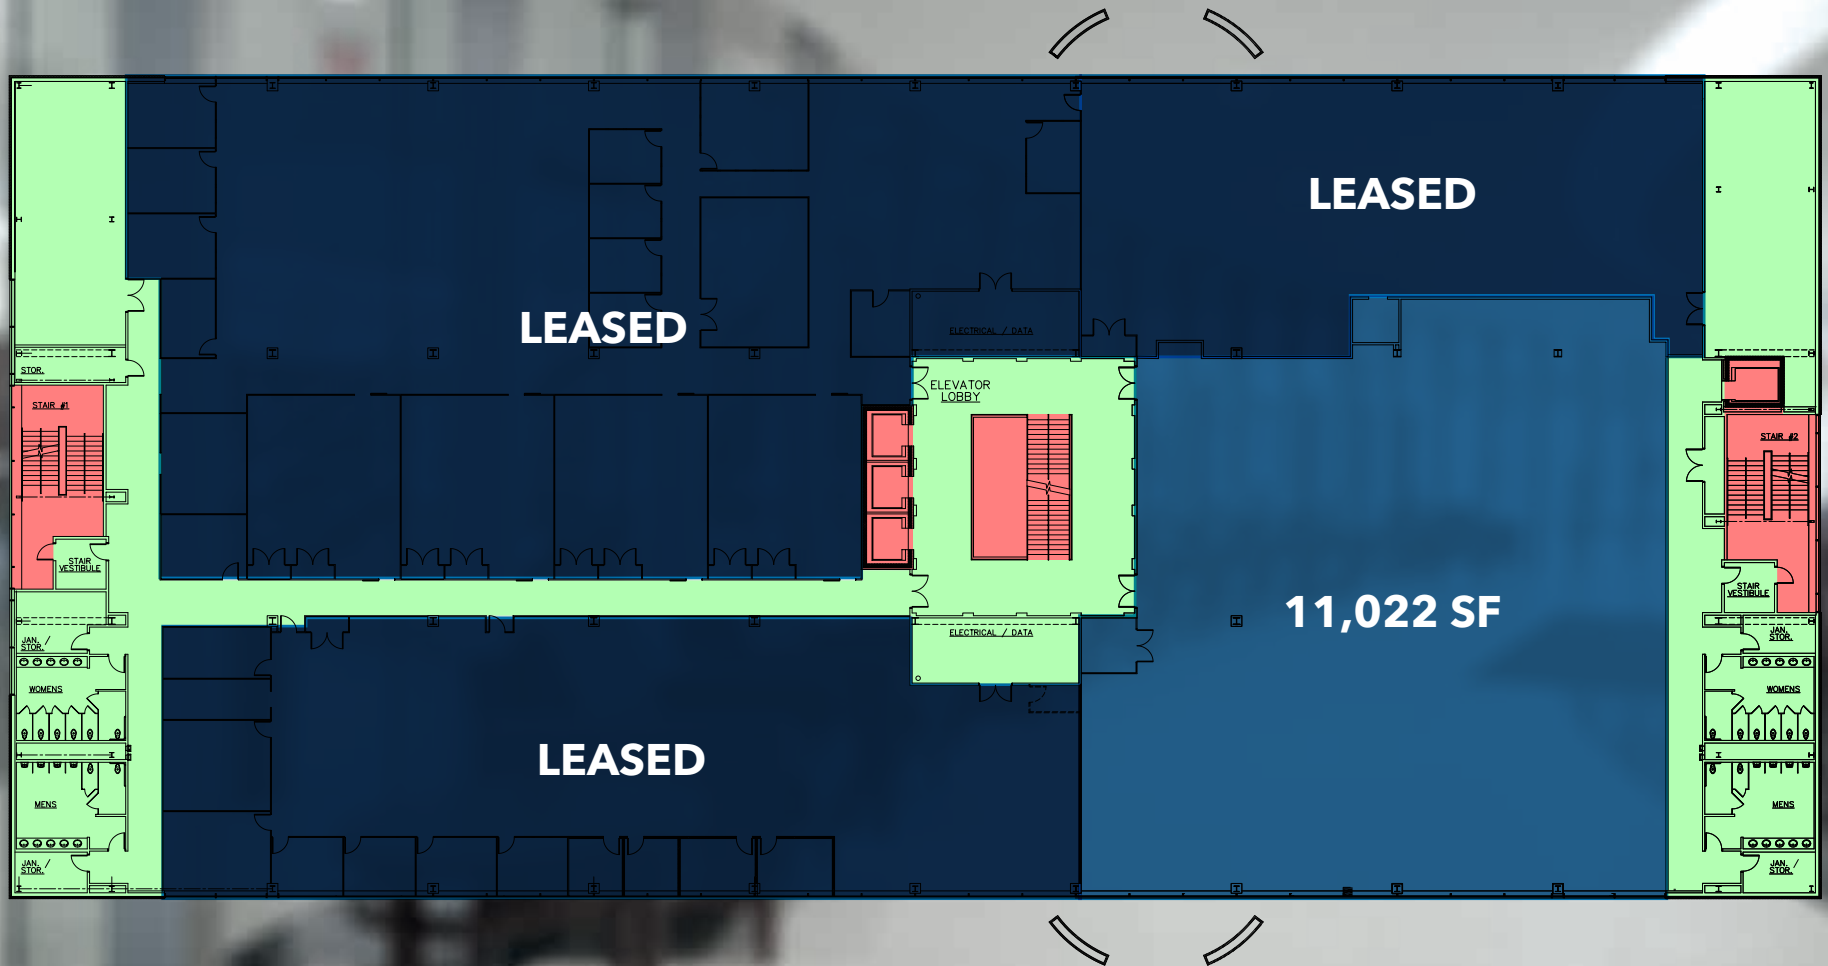 LEASED
LEASED
ELECTRICAL / DATA
STOR.
ELEVATOR
LOBBY
STAIR #1
STAIR #2
STAIR
VESTIBULE
STAIR
VESTIBULE
11,022 SF
ELECTRICAL / DATA
JAN. /
STOR.
JAN.
STOR.
WOMENS
WOMENS
LEASED
MENS
MENS
JAN. /
STOR.
JAN. /
STOR.